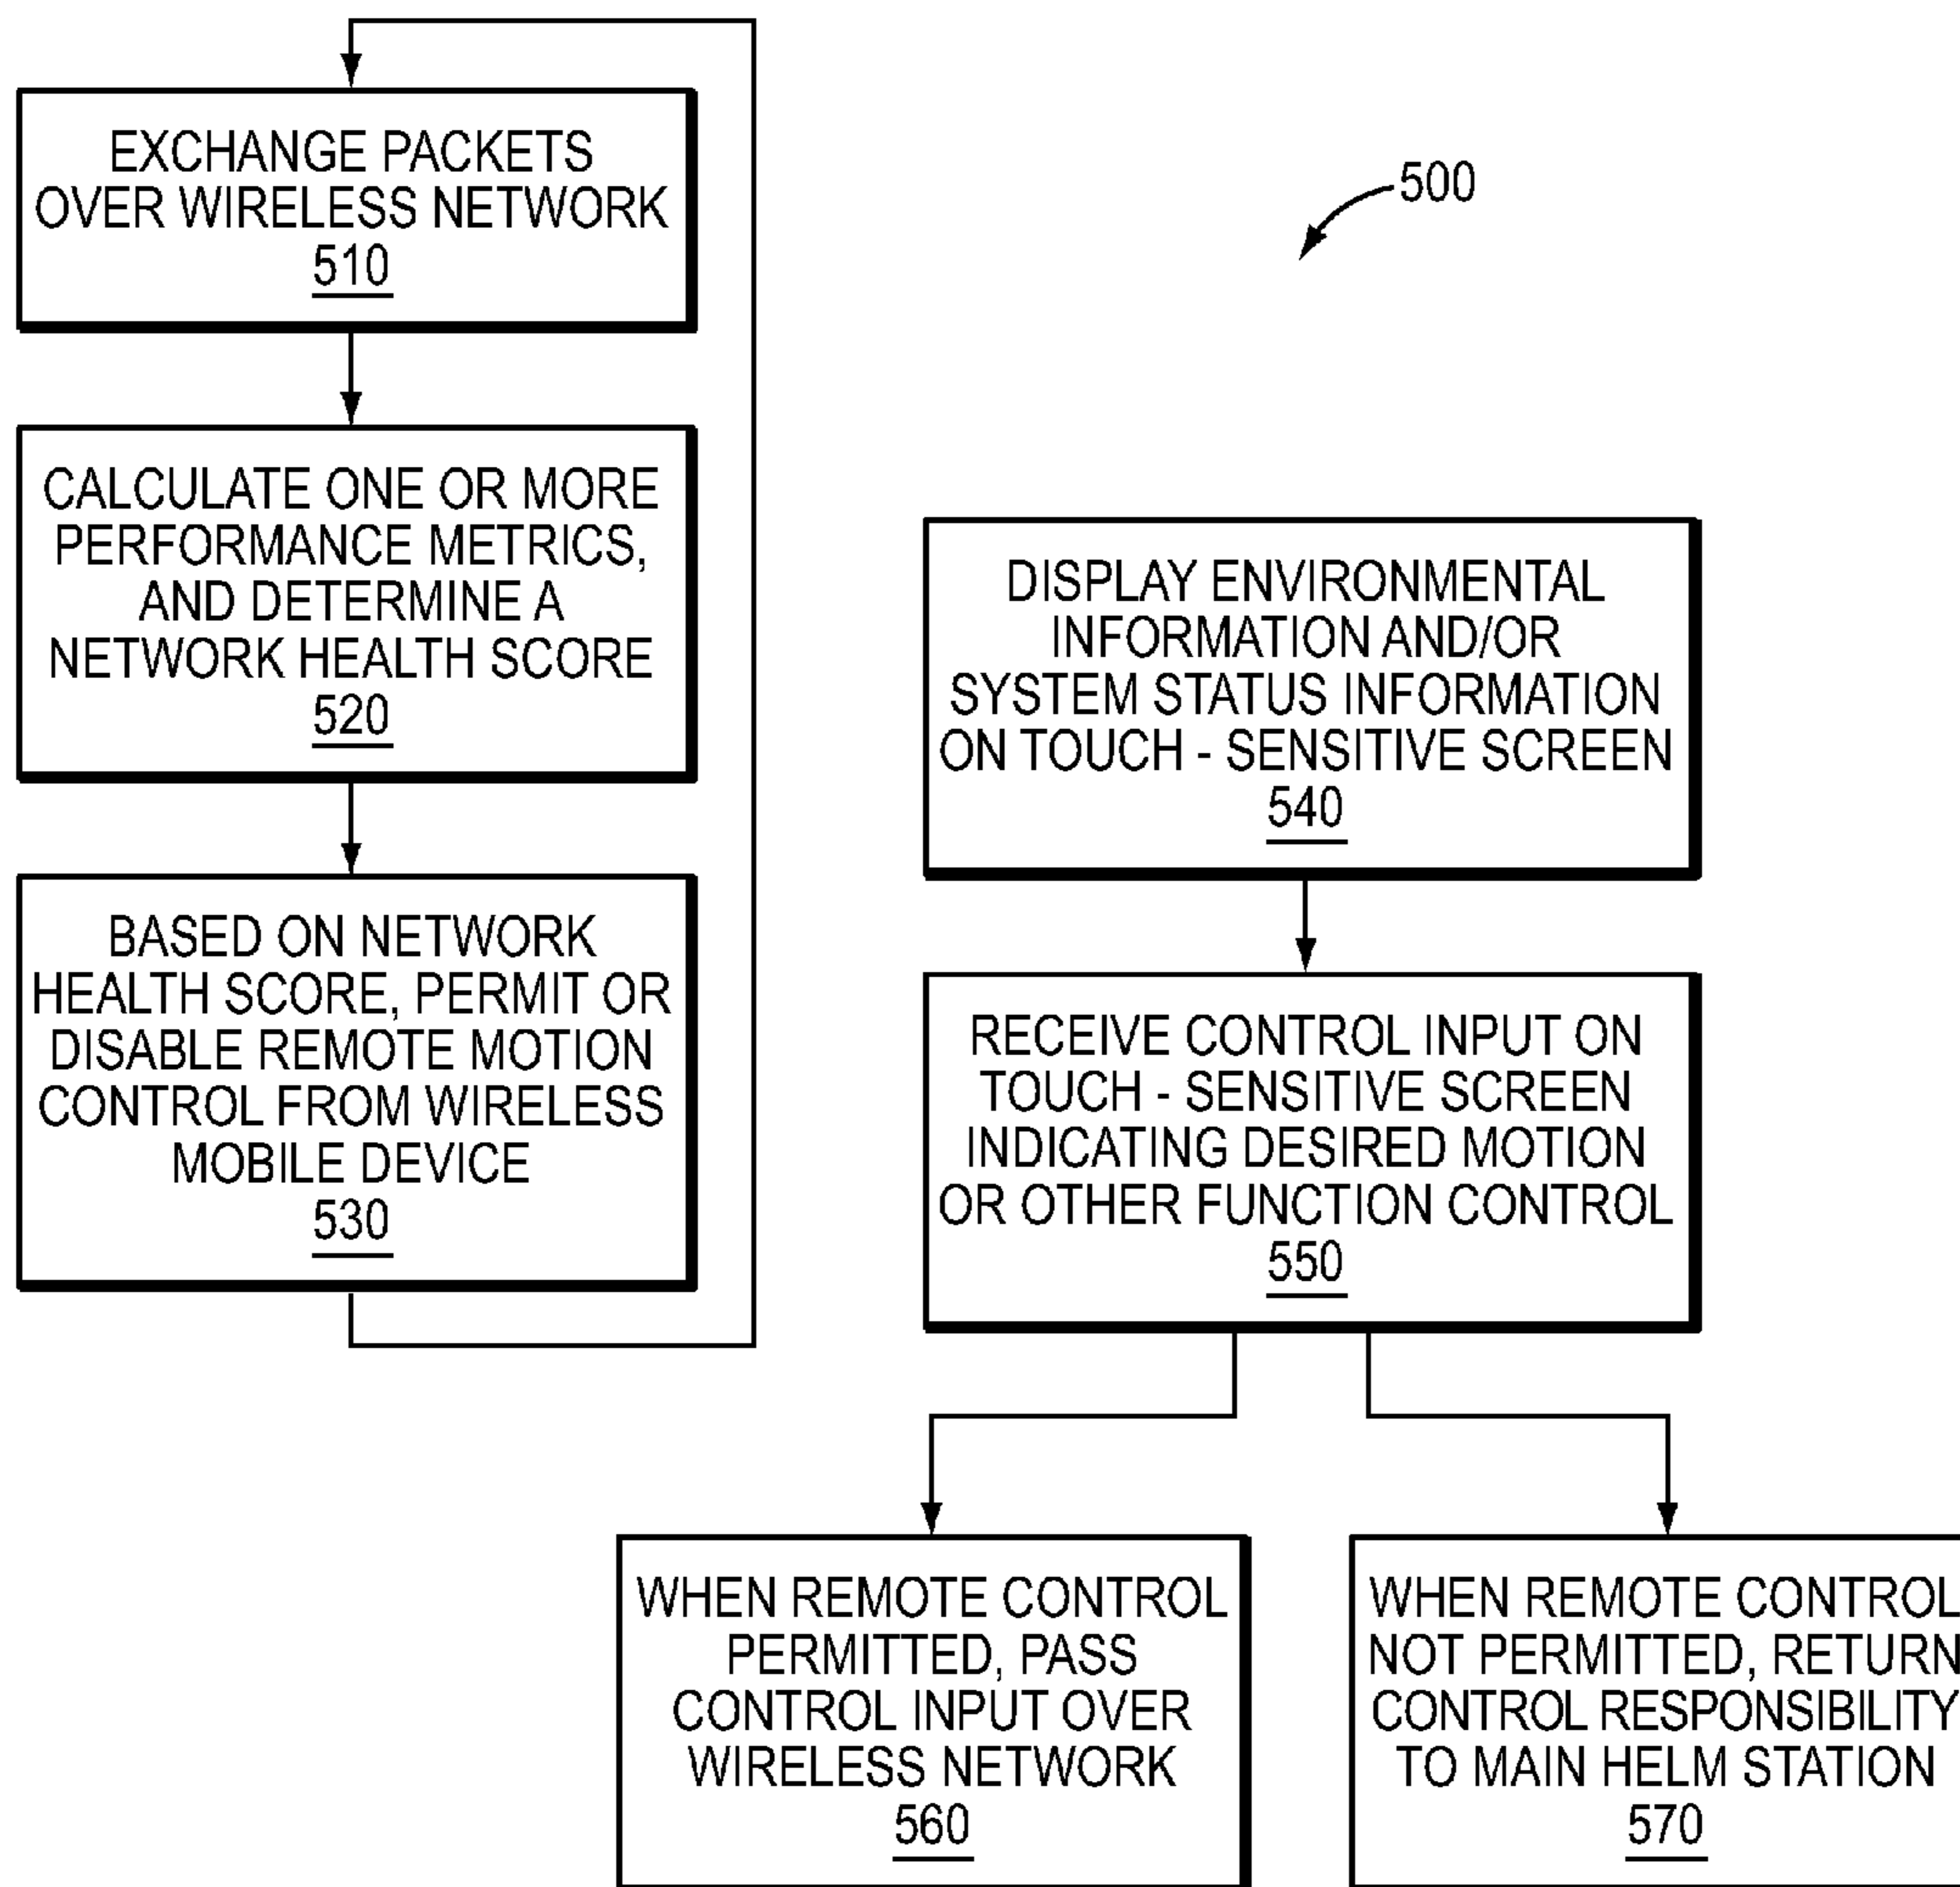 EXCHANGE PACKETS
OVER WIRELESS NETWORK
510
500
CALCULATE ONE OR MORE
PERFORMANCE METRICS,
AND DETERMINE A
NETWORK HEALTH SCORE
520
BASED ON NETWORK
HEALTH SCORE, PERMIT OR
DISABLE REMOTE MOTION
CONTROL FROM WIRELESS
MOBILE DEVICE
530
DISPLAY ENVIRONMENTAL
INFORMATION AND/OR
SYSTEM STATUS INFORMATION
ON TOUCH - SENSITIVE SCREEN
540
RECEIVE CONTROL INPUT ON
TOUCH - SENSITIVE SCREEN
INDICATING DESIRED MOTION
OR OTHER FUNCTION CONTROL
550
WHEN REMOTE CONTROL
PERMITTED, PASS
CONTROL INPUT OVER
WIRELESS NETWORK
560
WHEN REMOTE CONTROL
NOT PERMITTED, RETURN
CONTROL RESPONSIBILITY
TO MAIN HELM STATION
570